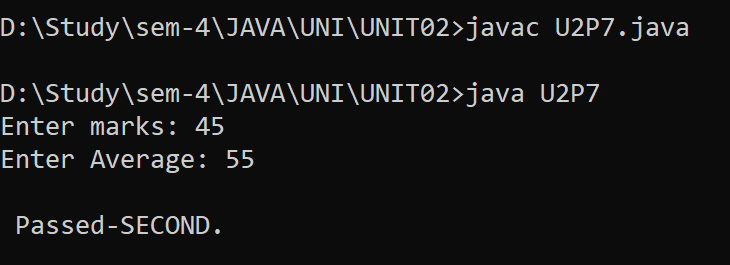 D:\Study\sem-4\JAVA\UNI\UNIT02>javac U2P7.java
D:\Study\sem-4\JAVA\UNI\UNIT02>java U2P7
Enter marks: 45
Enter Average: 55
Passed-SECOND.